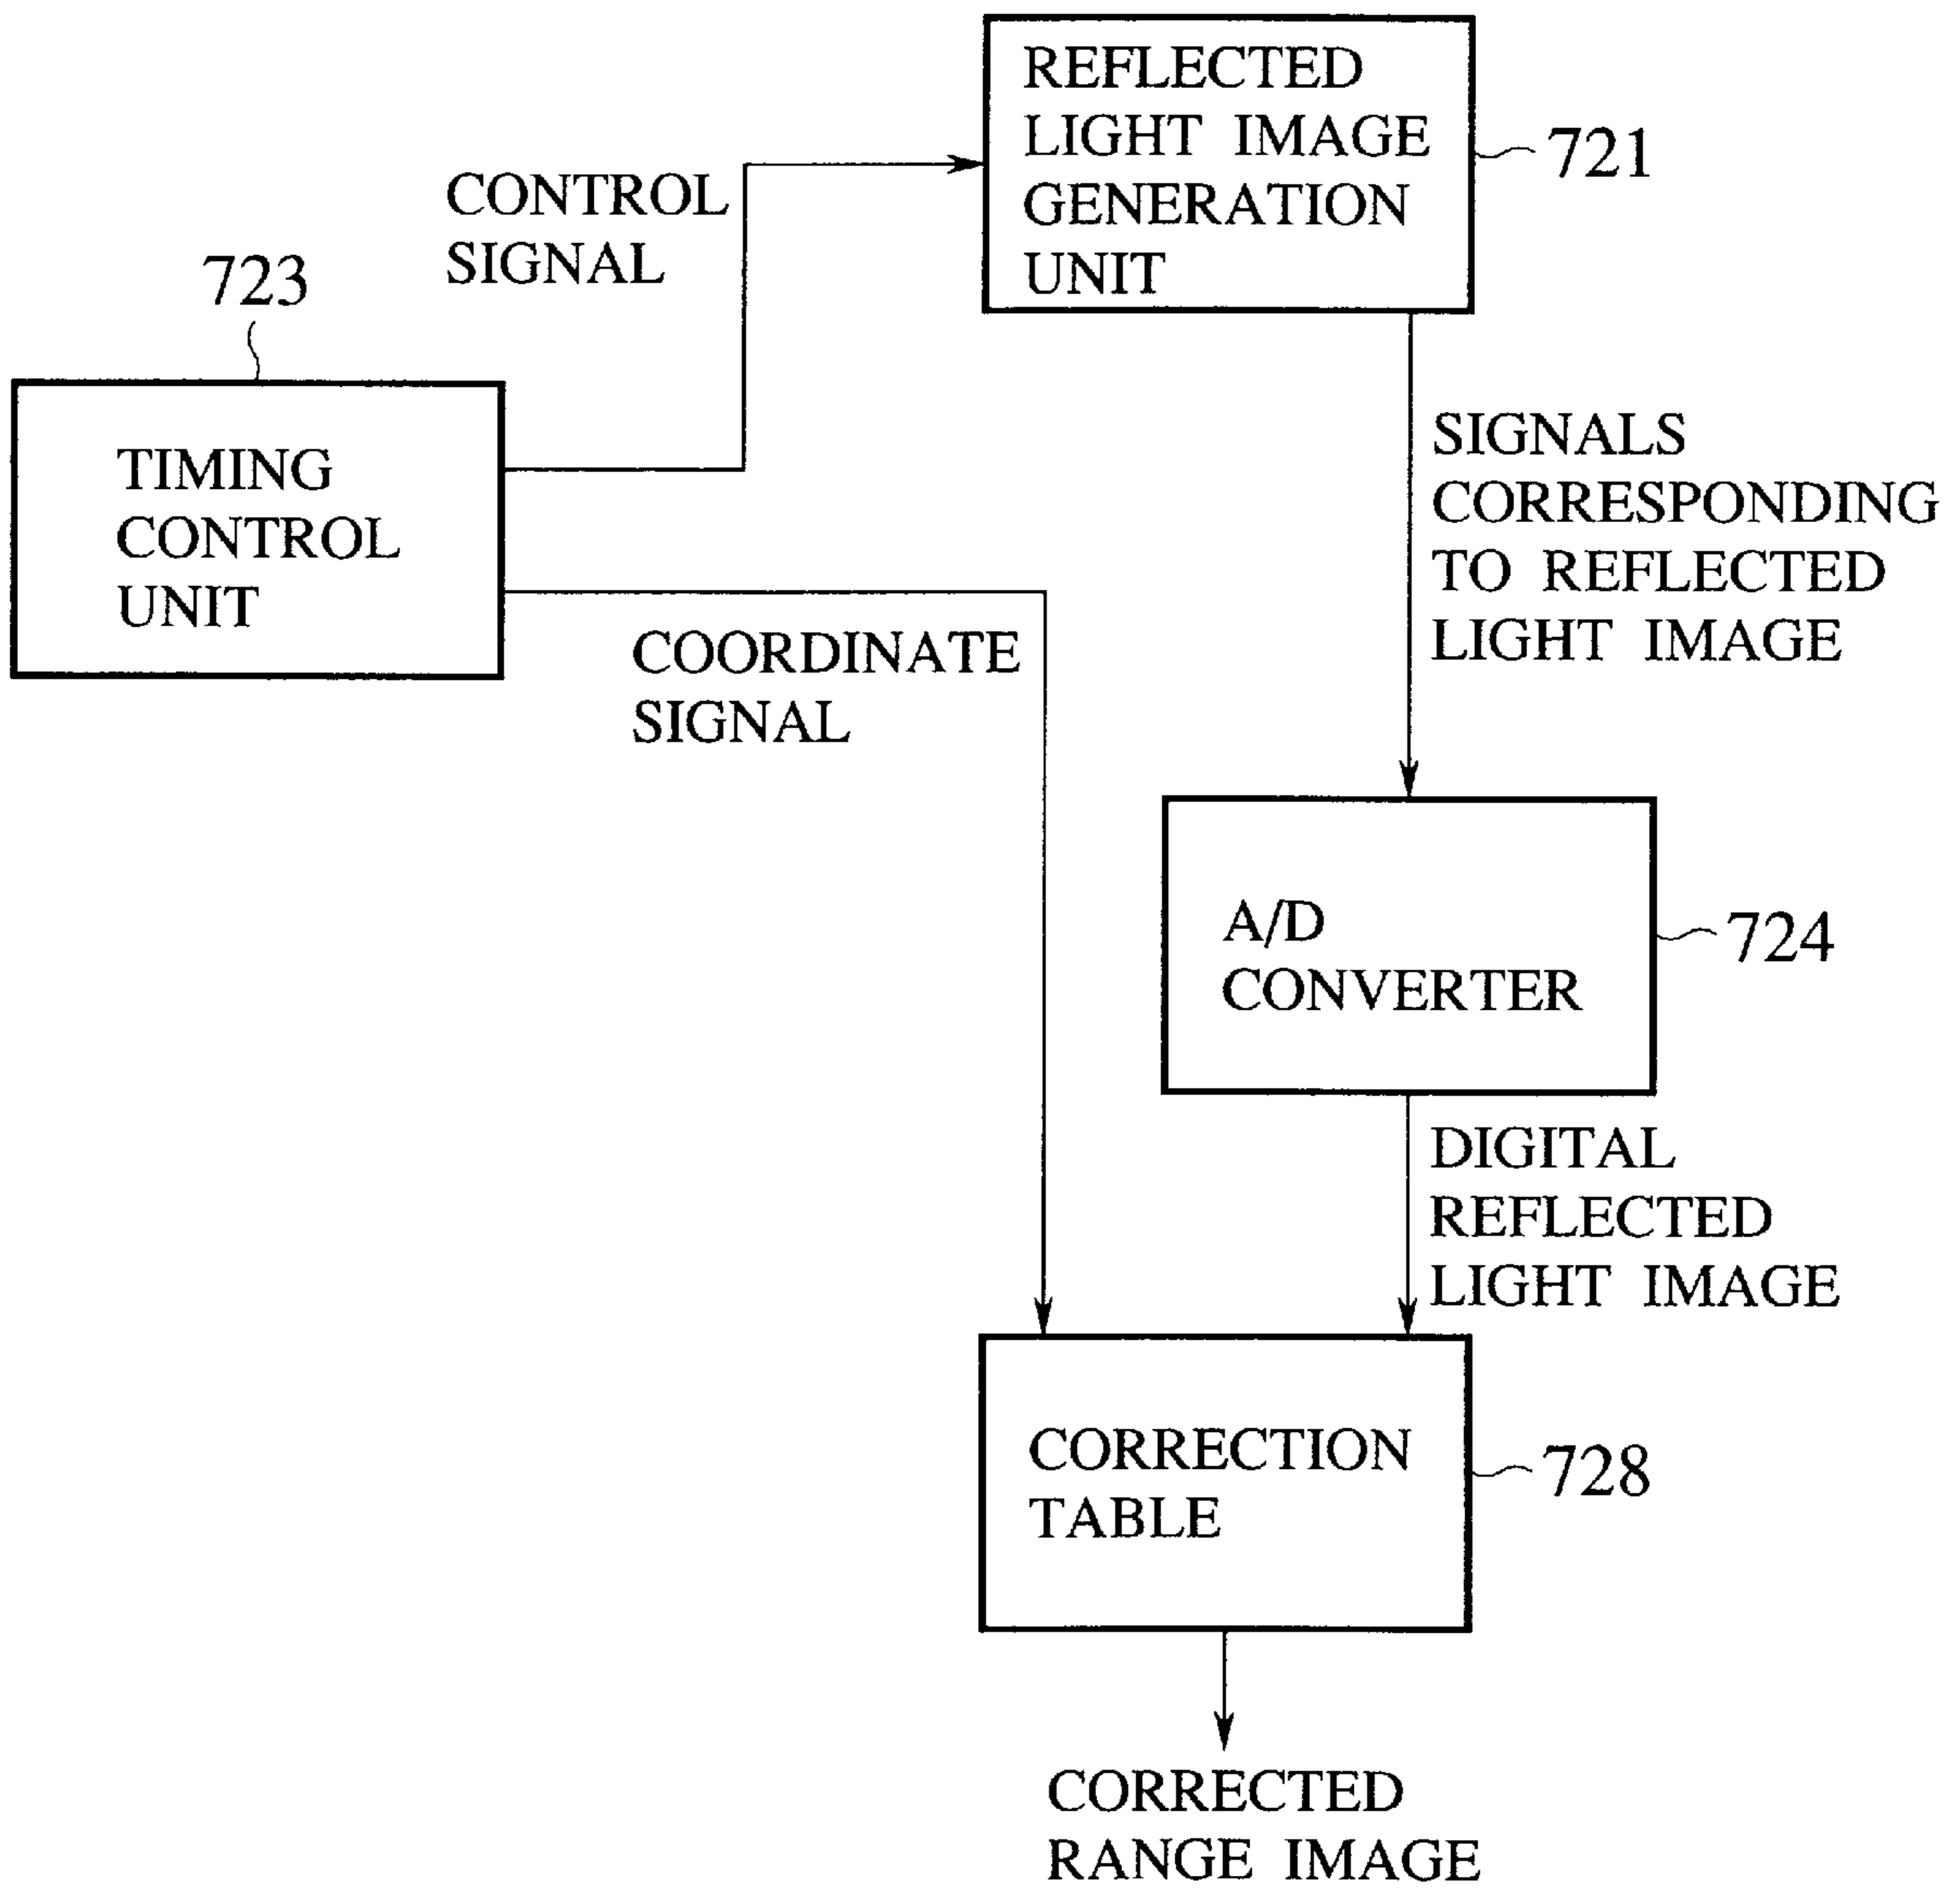 REFLECTED
LIGHT IMAGE
GENERATION
UNIT
721
CONTROL
SIGNAL
723
TIMING
CONTROL
UNIT
SIGNALS
CORRESPONDING
TO REFLECTED
LIGHT IMAGE
COORDINATE
SIGNAL
A/D
CONVERTER
724
DIGITAL
REFLECTED
LIGHT IMAGE
CORRECTION
TABLE
728
CORRECTED
RANGE IMAGE